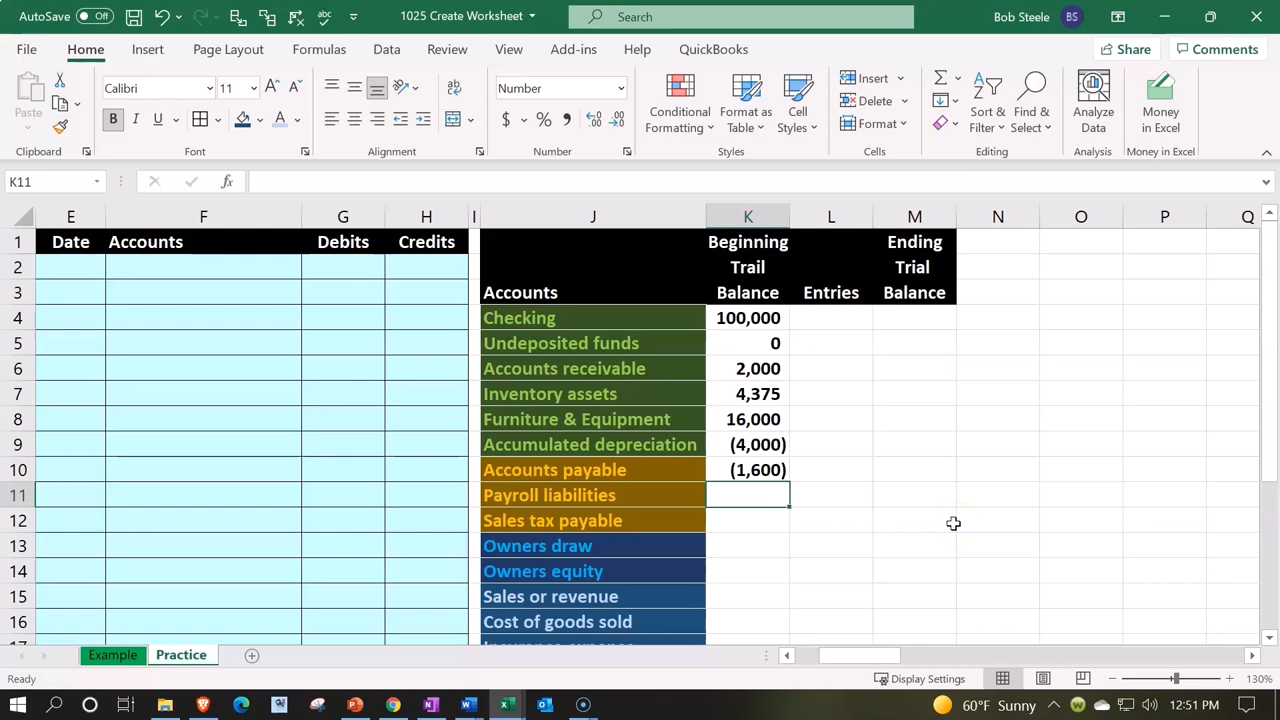 AutoSave Off 1025 Create Worksheet Search Bob Steele BS
File Home Insert Page Layout Formulas Data Review View Add-ins Help QuickBooks Share Comments
Paste
Calibri 11
B I U
Number
$ % 9
Conditional Formatting
Format as Table
Cell Styles
Insert
Delete
Format
Sort & Filter
Find & Select
Analyze Data
Money in Excel
Clipboard Font Alignment Number Styles Cells Editing Analysis Money in Excel
K11 fx
E F G H I J K L M N O P Q
1 Date Accounts Debits Credits Beginning Ending
2 Trail Trial
3 Accounts Balance Entries Balance
4 Checking 100,000
5 Undeposited funds 0
6 Accounts receivable 2,000
7 Inventory assets 4,375
8 Furniture & Equipment 16,000
9 Accumulated depreciation (4,000)
10 Accounts payable (1,600)
11 Payroll liabilities
12 Sales tax payable
13 Owners draw
14 Owners equity
15 Sales or revenue
16 Cost of goods sold
17 Insurance expense
Example Practice
Ready Display Settings 130%
60°F Sunny 12:51 PM